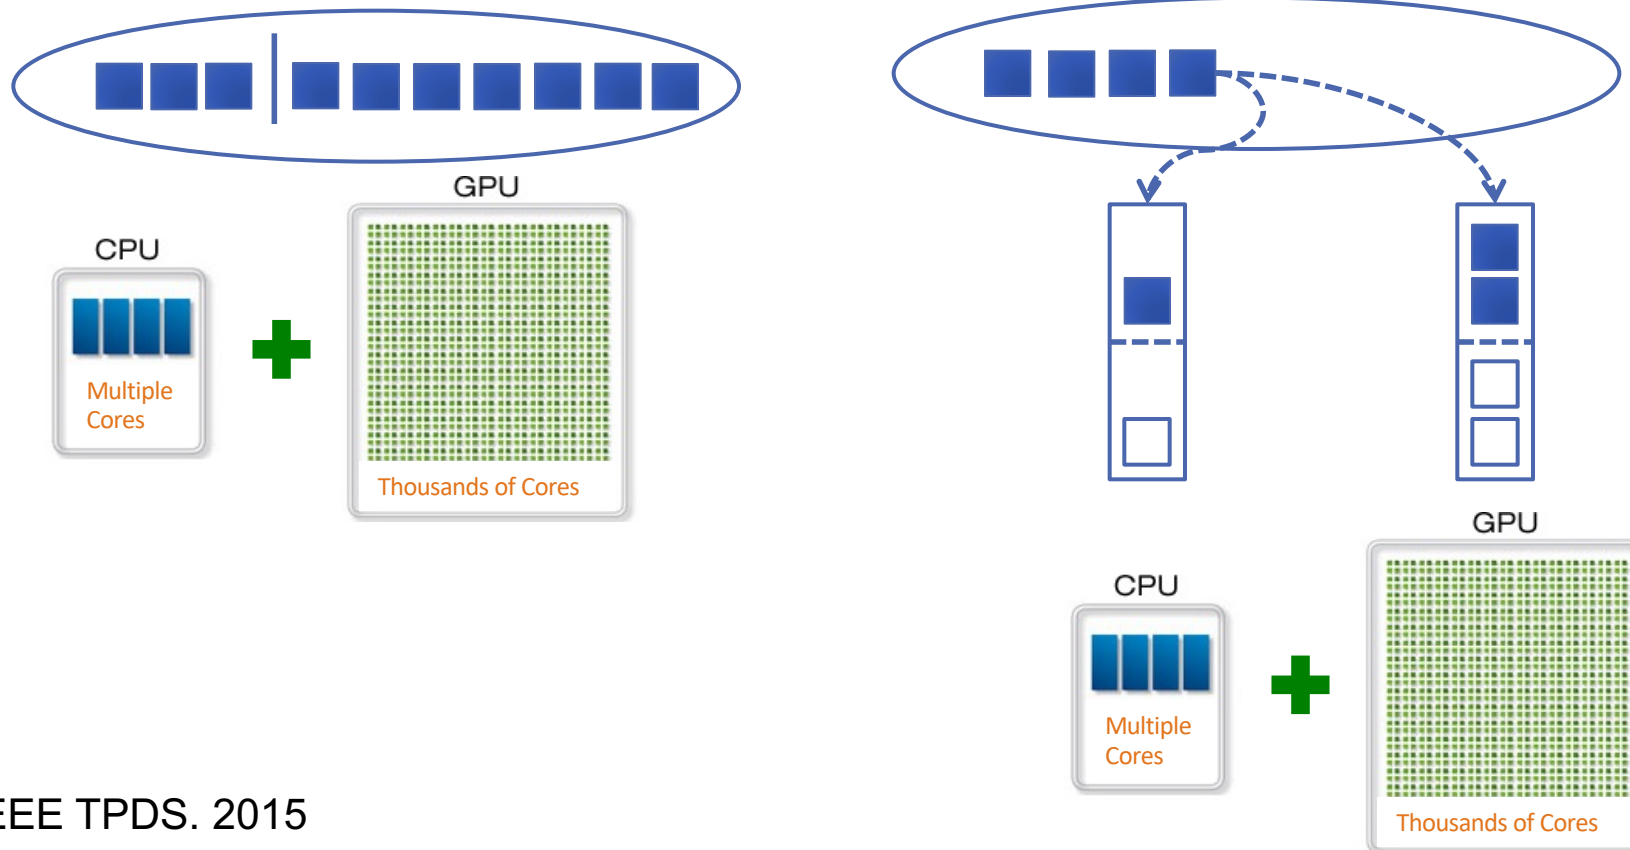 GPU
CPU
Multiple
Cores
Thousands of Cores
GPU
CPU
Multiple
Cores
Thousands of Cores
EEE TPDS. 2015